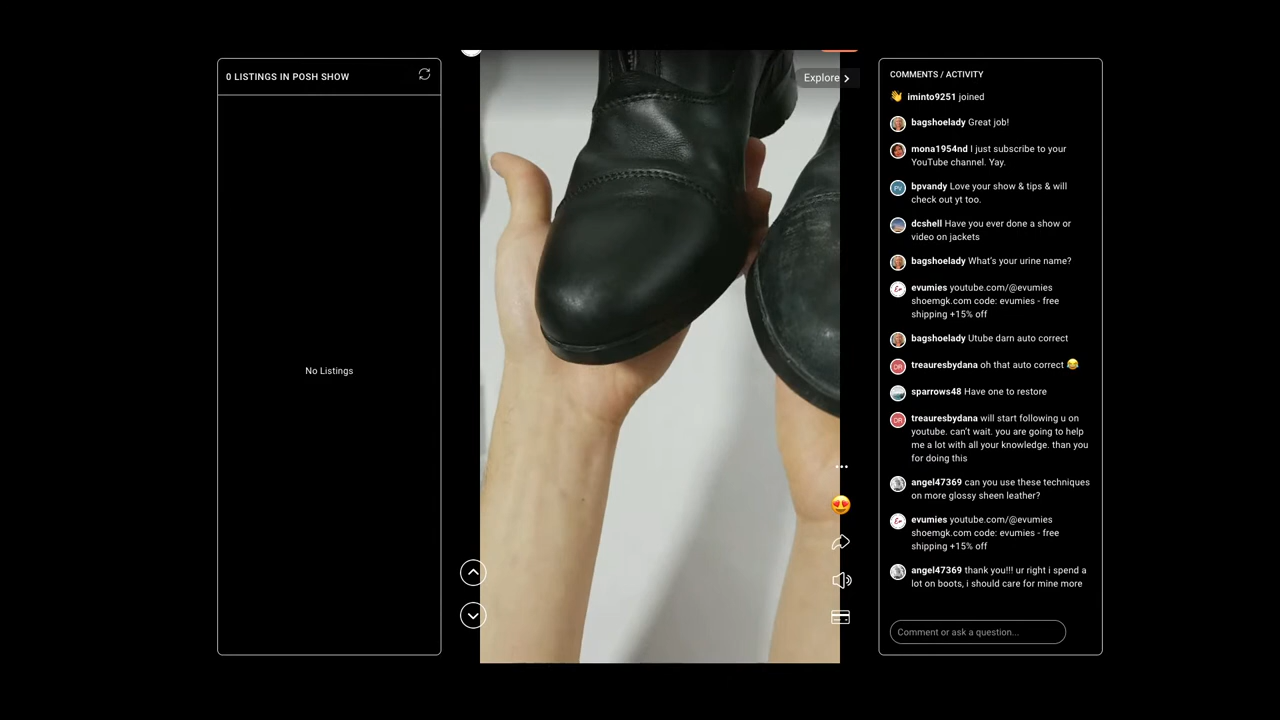 0 LISTINGS IN POSH SHOW
No Listings
Explore
COMMENTS / ACTIVITY
👋 iminto9251 joined
bagshoelady Great job!
mona1954nd I just subscribe to your
YouTube channel. Yay.
bpvandy Love your show & tips & will
check out yt too.
dcshell Have you ever done a show or
video on jackets
bagshoelady What's your urine name?
evumies youtube.com/@evumies
shoemgk.com code: evumies - free
shipping +15% off
bagshoelady Utube darn auto correct
treauresbydana oh that auto correct 😂
sparrows48 Have one to restore
treauresbydana will start following u on
youtube. can't wait. you are going to help
me a lot with all your knowledge. than you
for doing this
angel47369 can you use these techniques
on more glossy sheen leather?
evumies youtube.com/@evumies
shoemgk.com code: evumies - free
shipping +15% off
angel47369 thank you!!! ur right i spend a
lot on boots, i should care for mine more
Comment or ask a question...